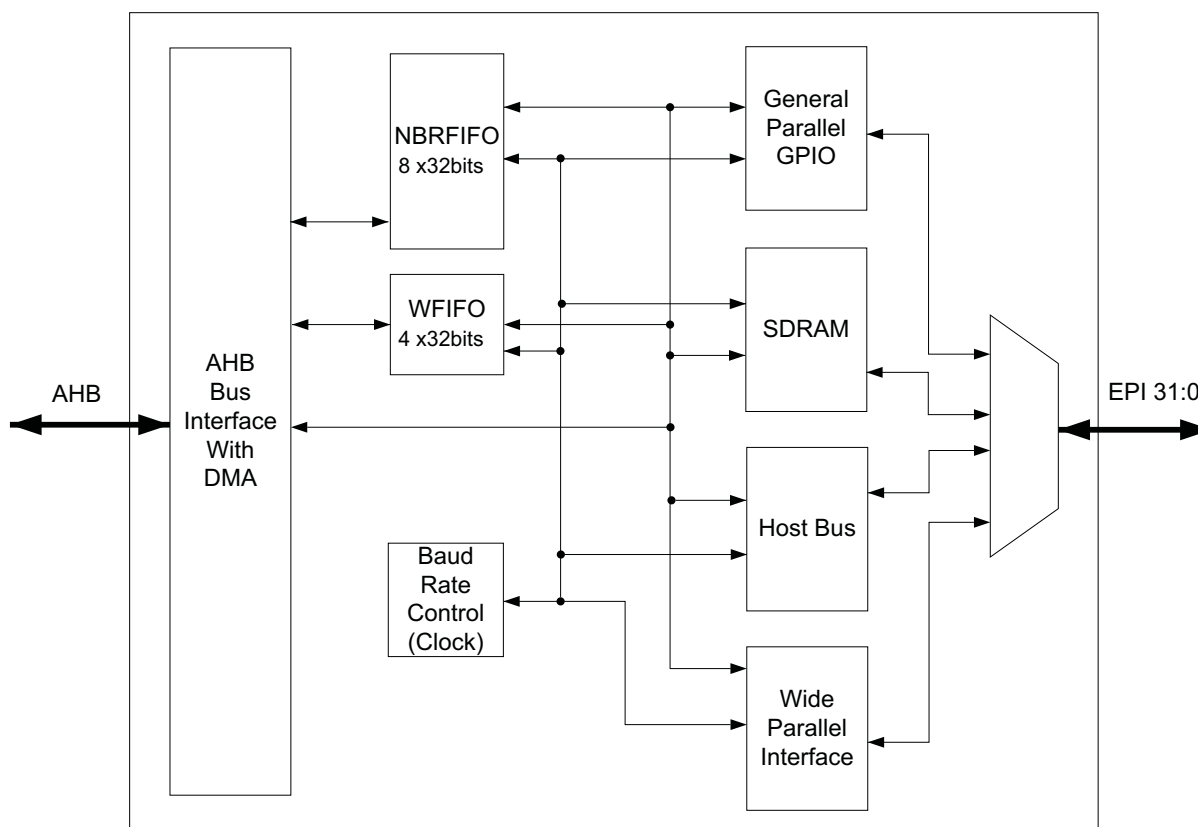 AHB
AHB
Bus
Interface
With
DMA
NBRFIFO
8 x32bits
WFIFO
4 x32bits
Baud
Rate
Control
(Clock)
General
Parallel
GPIO
SDRAM
Host Bus
Wide
Parallel
Interface
EPI 31:0